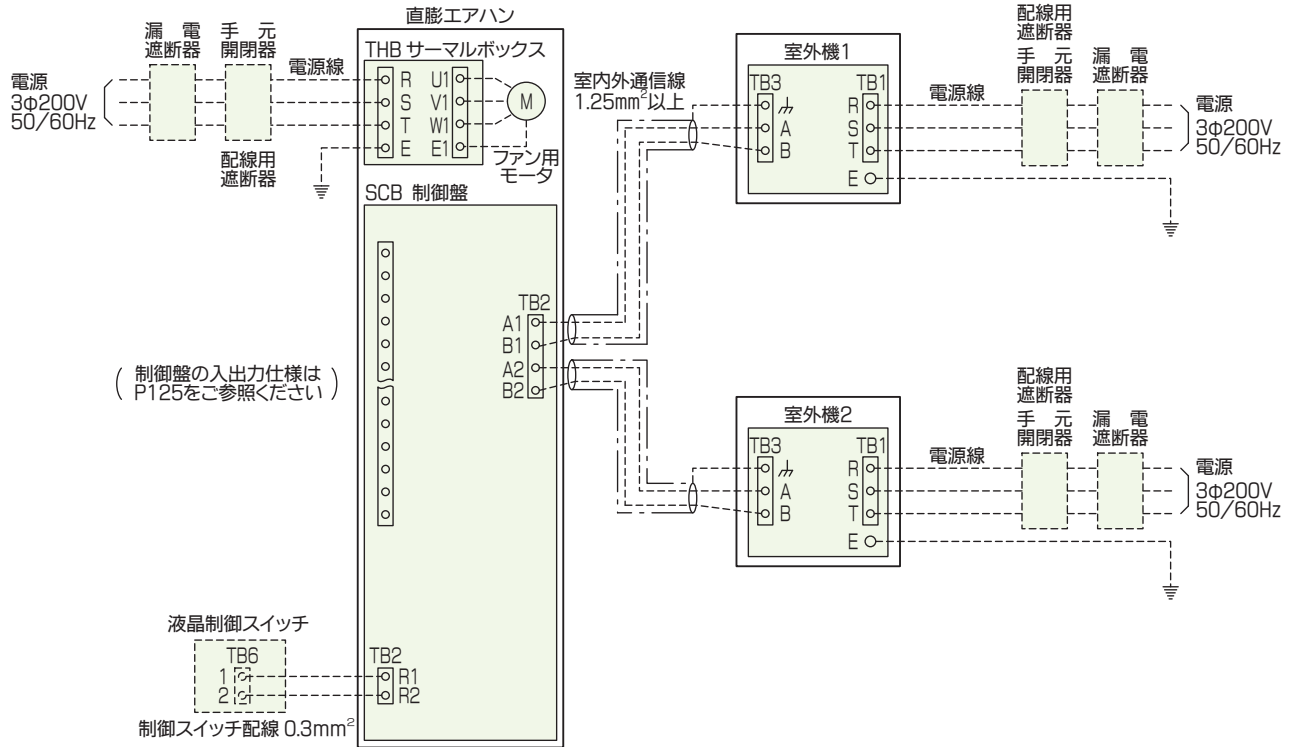 直膨エアハン
漏電
遮断器
手元
開閉器
電源線
電源
3φ200V
50/60Hz
配線用
遮断器
THB サーマルボックス
R
S
T
E
U1
V1
W1
E1
M
ファン用
モータ
SCB 制御盤
TB2
A1
B1
A2
B2
(制御盤の入出力仕様は
P125をご参照ください)
液晶制御スイッチ
TB6
1
2
TB2
R1
R2
制御スイッチ配線 0.3mm²
室内外通信線
1.25mm²以上
室外機1
TB3
A
B
TB1
R
S
T
E
電源線
配線用
遮断器
手元
開閉器
漏電
遮断器
電源
3φ200V
50/60Hz
室外機2
TB3
A
B
TB1
R
S
T
E
電源線
配線用
遮断器
手元
開閉器
漏電
遮断器
電源
3φ200V
50/60Hz